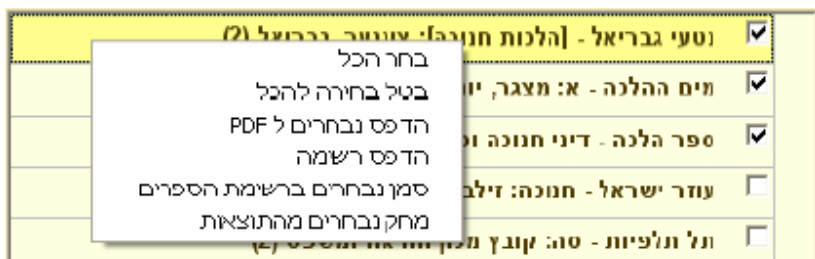 נטעי גבריאל - [הלכות חנוכה]: ציננער, גבריאל (2)
מים ההלכה - א: מצגר, יו
ספר הלכה - דיני חנוכה
עוזר ישראל - חנוכה: זילב
תל תלפיות - סה: קובץ
בחר הכל
בטל בחירה להכל
הדפס נבחרים ל PDF
הדפס רשימה
סמן נבחרים ברשימת הספרים
מחק נבחרים מהתוצאות